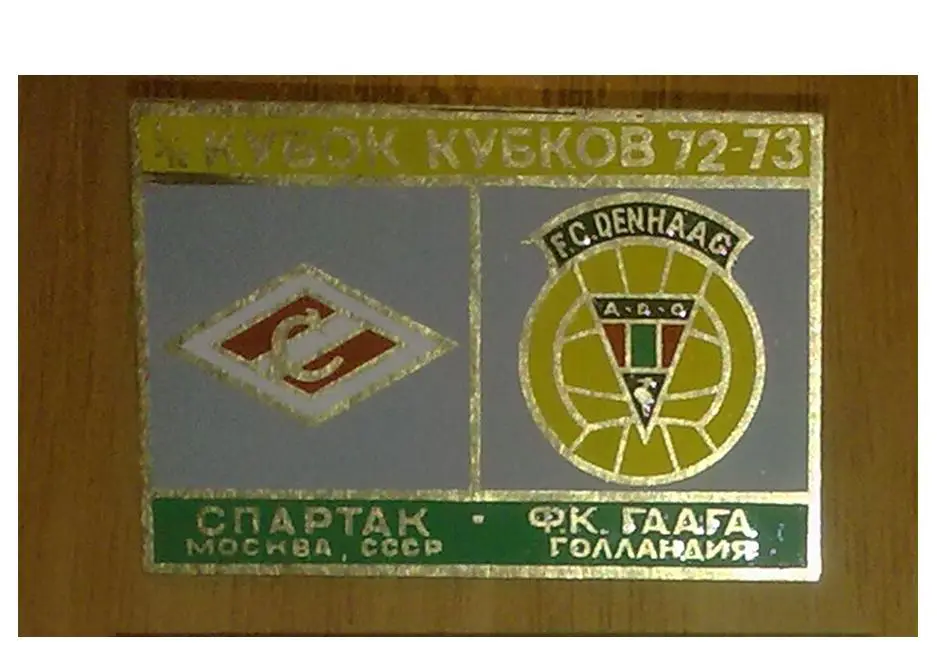 КУБОК КУБКОВ 72-73
F.C. DEN HAAG
СПАРТАК · ФК. ГААГА
МОСКВА, СССР ГОЛЛАНДИЯ